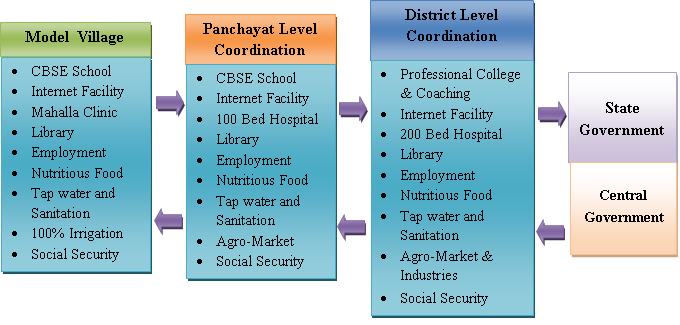 Model Village
• CBSE School
• Internet Facility
• Mahalla Clinic
• Library
• Employment
• Nutritious Food
• Tap water and
Sanitation
• 100% Irrigation
• Social Security
Panchayat Level
Coordination
• CBSE School
• Internet Facility
• 100 Bed Hospital
• Library
• Employment
• Nutritious Food
• Tap water and
Sanitation
• Agro-Market
• Social Security
District Level
Coordination
• Professional College
& Coaching
• Internet Facility
• 200 Bed Hospital
• Library
• Employment
• Nutritious Food
• Tap water and
Sanitation
• Agro-Market &
Industries
• Social Security
State
Government
Central
Government